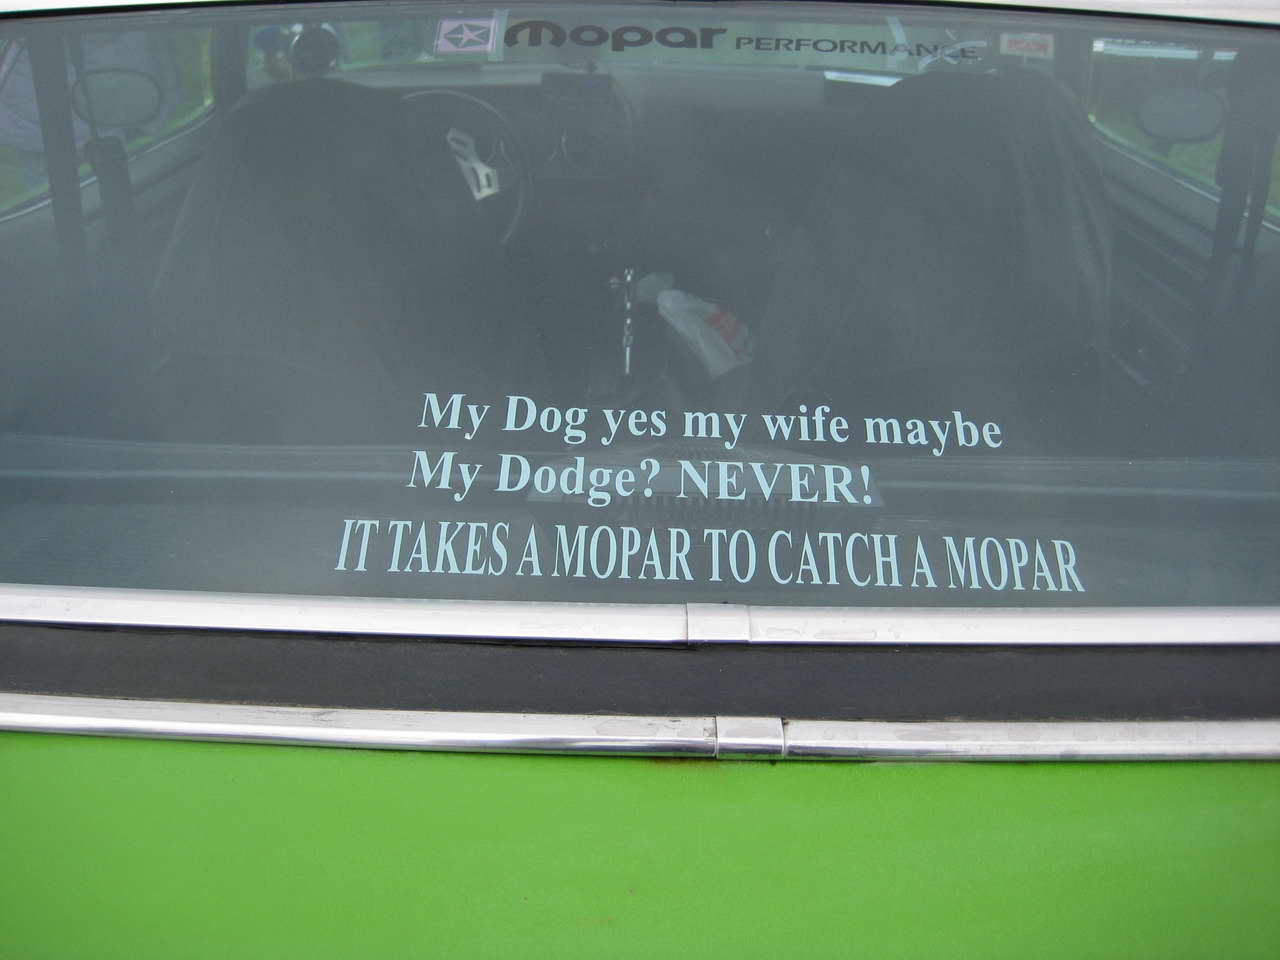 mopar PERFORMANCE
My Dog yes my wife maybe
My Dodge? NEVER!
IT TAKES A MOPAR TO CATCH A MOPAR